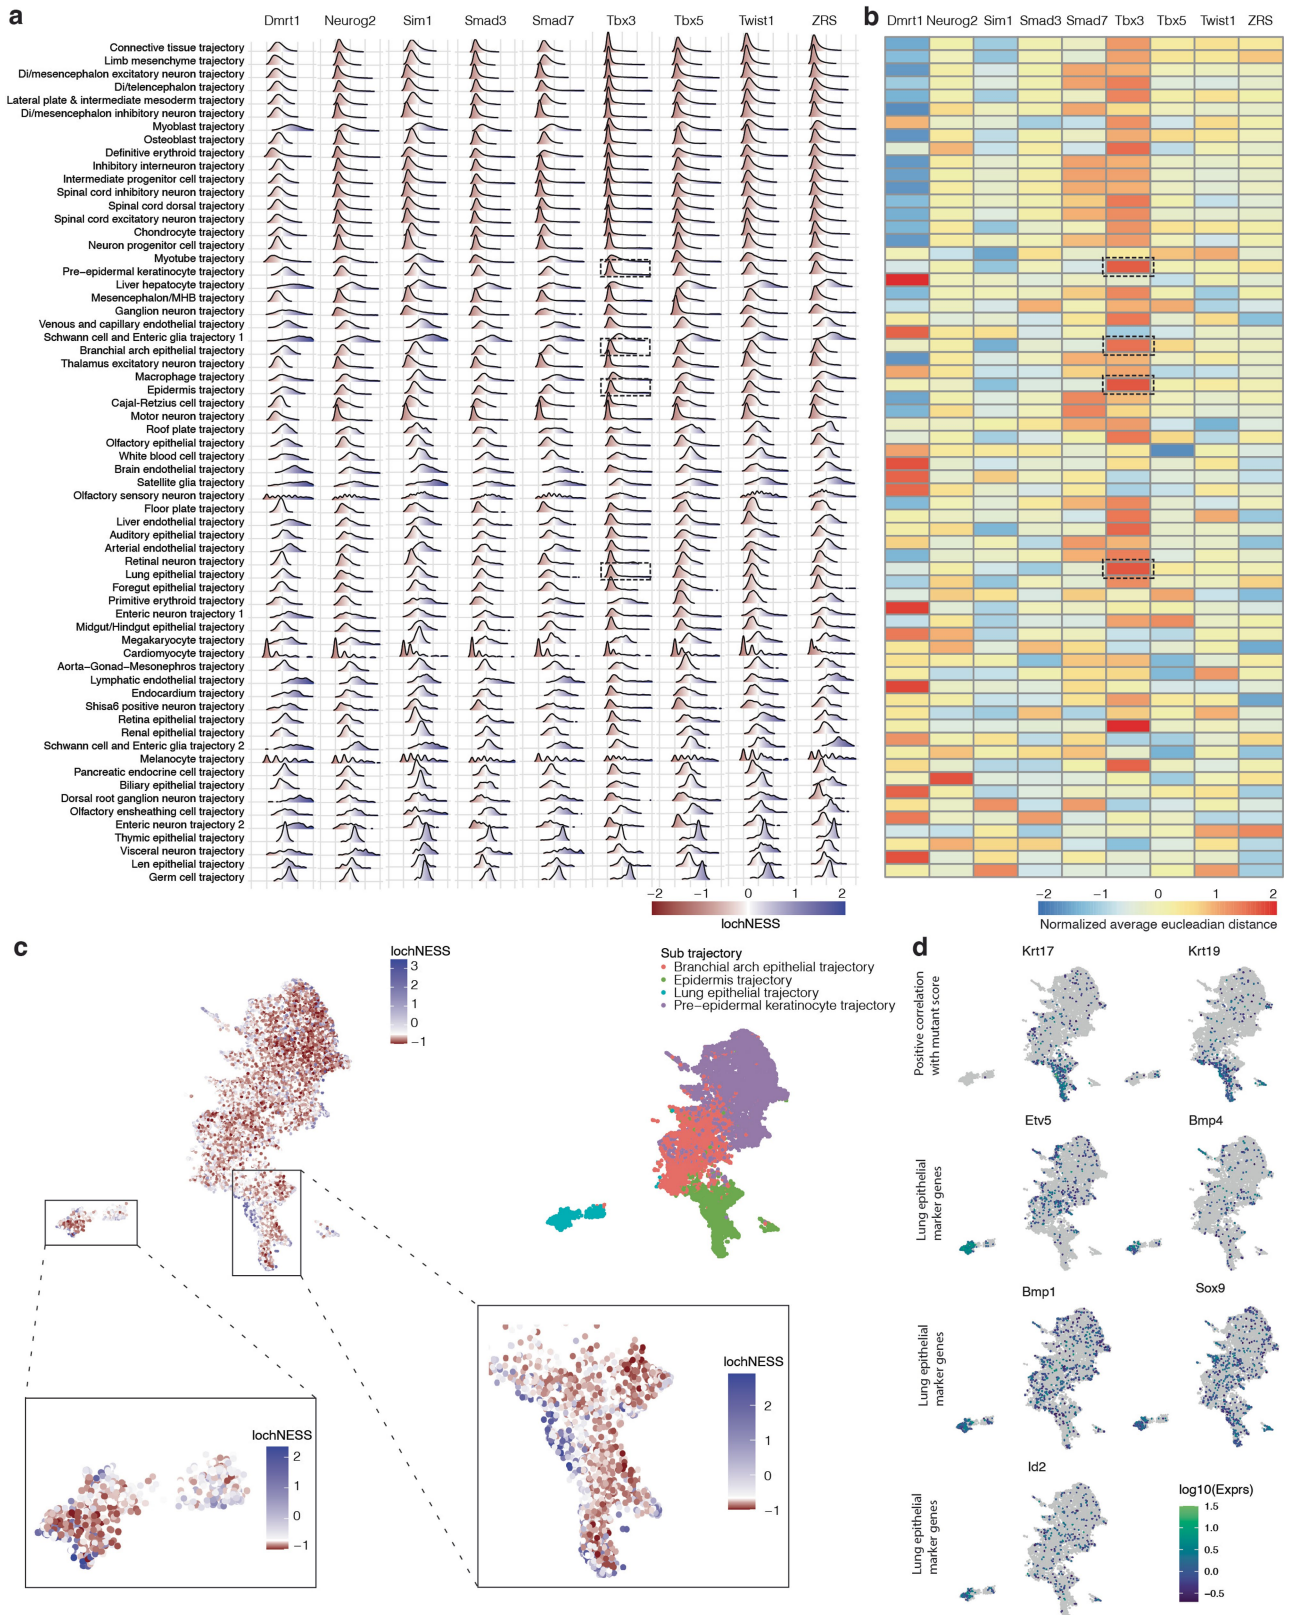 a
Dmrt1 Neurog2 Sim1 Smad3 Smad7 Tbx3 Tbx5 Twist1 ZRS
Connective tissue trajectory
Limb mesenchyme trajectory
Di/mesencephalon excitatory neuron trajectory
Di/telencephalon trajectory
Lateral plate & intermediate mesoderm trajectory
Di/mesencephalon inhibitory neuron trajectory
Myoblast trajectory
Osteoblast trajectory
Definitive erythroid trajectory
Inhibitory interneuron trajectory
Intermediate progenitor cell trajectory
Spinal cord inhibitory neuron trajectory
Spinal cord dorsal trajectory
Spinal cord excitatory neuron trajectory
Chondrocyte trajectory
Neuron progenitor cell trajectory
Myotube trajectory
Pre−epidermal keratinocyte trajectory
Liver hepatocyte trajectory
Mesencephalon/MHB trajectory
Ganglion neuron trajectory
Venous and capillary endothelial trajectory
Schwann cell and Enteric glia trajectory 1
Branchial arch epithelial trajectory
Thalamus excitatory neuron trajectory
Macrophage trajectory
Epidermis trajectory
Cajal-Retzius cell trajectory
Motor neuron trajectory
Roof plate trajectory
Olfactory epithelial trajectory
White blood cell trajectory
Brain endothelial trajectory
Satellite glia trajectory
Olfactory sensory neuron trajectory
Floor plate trajectory
Liver endothelial trajectory
Auditory epithelial trajectory
Arterial endothelial trajectory
Retinal neuron trajectory
Lung epithelial trajectory
Foregut epithelial trajectory
Primitive erythroid trajectory
Enteric neuron trajectory 1
Midgut/Hindgut epithelial trajectory
Megakaryocyte trajectory
Cardiomyocyte trajectory
Aorta−Gonad−Mesonephros trajectory
Lymphatic endothelial trajectory
Endocardium trajectory
Shisa6 positive neuron trajectory
Retina epithelial trajectory
Renal epithelial trajectory
Schwann cell and Enteric glia trajectory 2
Melanocyte trajectory
Pancreatic endocrine cell trajectory
Biliary epithelial trajectory
Dorsal root ganglion neuron trajectory
Olfactory ensheathing cell trajectory
Enteric neuron trajectory 2
Thymic epithelial trajectory
Visceral neuron trajectory
Len epithelial trajectory
Germ cell trajectory
−2 −1 0 1 2
lochNESS
b
Dmrt1 Neurog2 Sim1 Smad3 Smad7 Tbx3 Tbx5 Twist1 ZRS
−2 −1 0 1 2
Normalized average eucleadian distance
c
lochNESS
3
2
1
0
−1
Sub trajectory
Branchial arch epithelial trajectory
Epidermis trajectory
Lung epithelial trajectory
Pre−epidermal keratinocyte trajectory
lochNESS
2
1
0
−1
lochNESS
2
1
0
−1
d
Krt17 Krt19
Positive correlation
with mutant score
Etv5 Bmp4
Lung epithelial
marker genes
Bmp1 Sox9
Lung epithelial
marker genes
Id2
Lung epithelial
marker genes
log10(Exprs)
1.5
1.0
0.5
0.0
−0.5